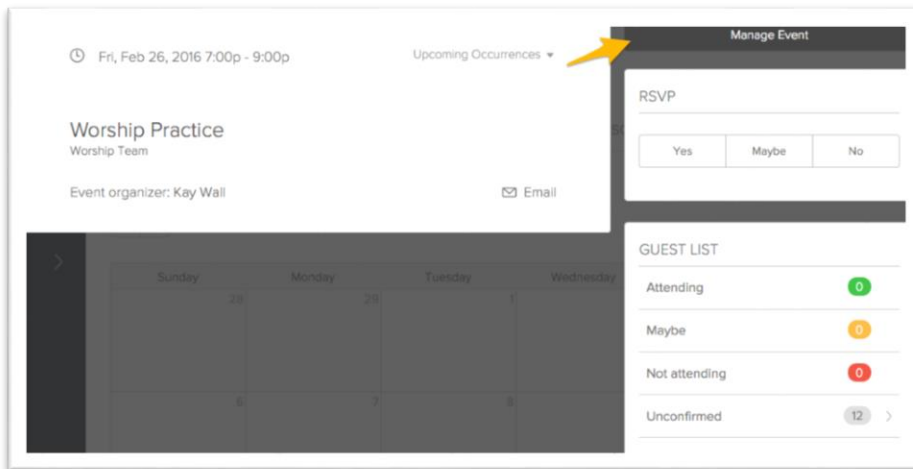 Manage Event
Fri, Feb 26, 2016 7:00p - 9:00p
Upcoming Occurrences
RSVP
Yes Maybe No
Worship Practice
Worship Team
Event organizer: Kay Wall
Email
GUEST LIST
Attending 0
Maybe 0
Not attending 0
Unconfirmed 12
Sunday Monday Tuesday Wednesday
28 29 1
6 7 8